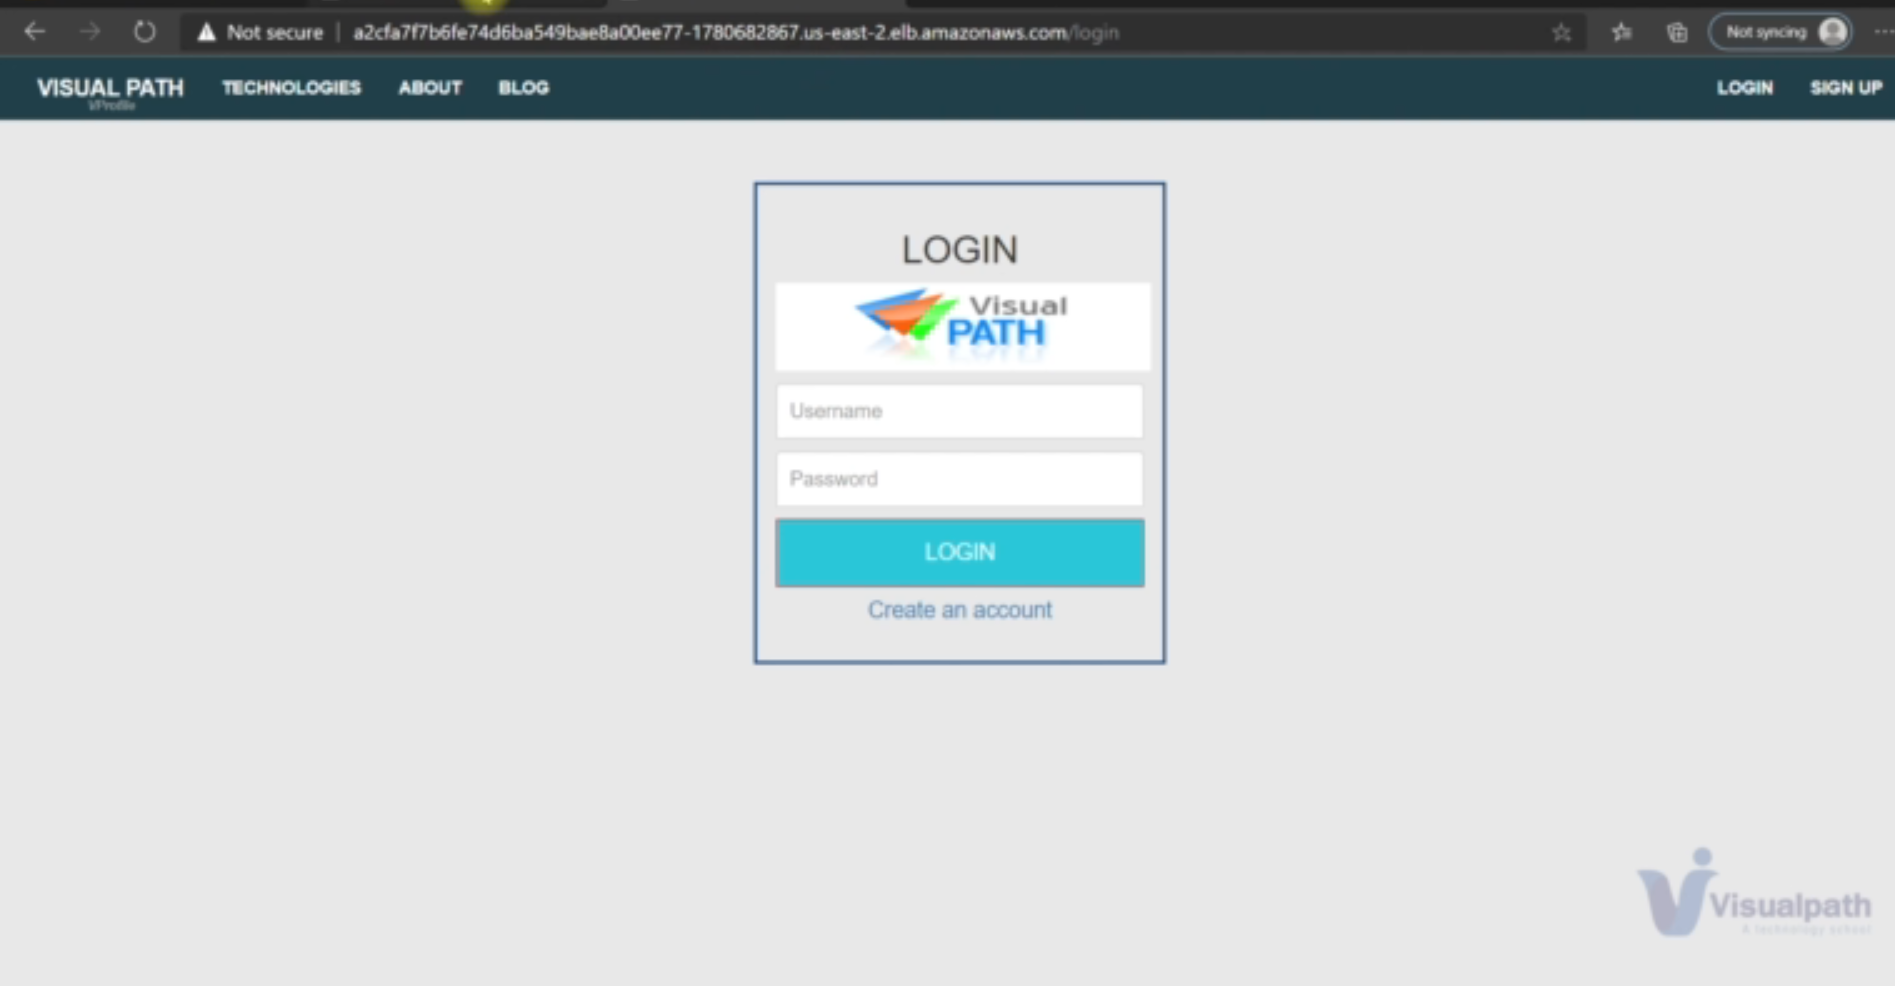 Not secure | a2cfa7f7b6fe74d6ba549bae8a00ee77-1780682867.us-east-2.elb.amazonaws.com/login
Not syncing
VISUAL PATH TECHNOLOGIES ABOUT BLOG LOGIN SIGN UP
VProfile
LOGIN
Visual
PATH
Username
Password
LOGIN
Create an account
Visualpath
A technology school